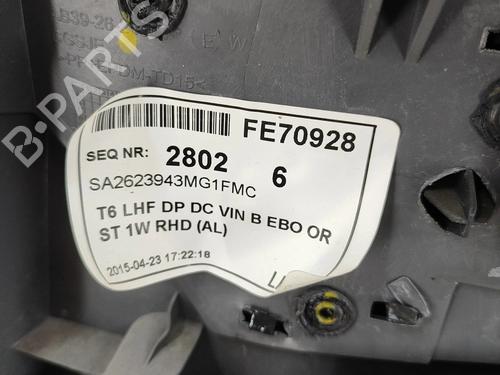 B-PARTS
E W
FE70928
SEQ NR: 2802 6
SA2623943MG1FMC
T6 LHF DP DC VIN B EBO OR
ST 1W RHD (AL)
2015-04-23 17:22:18